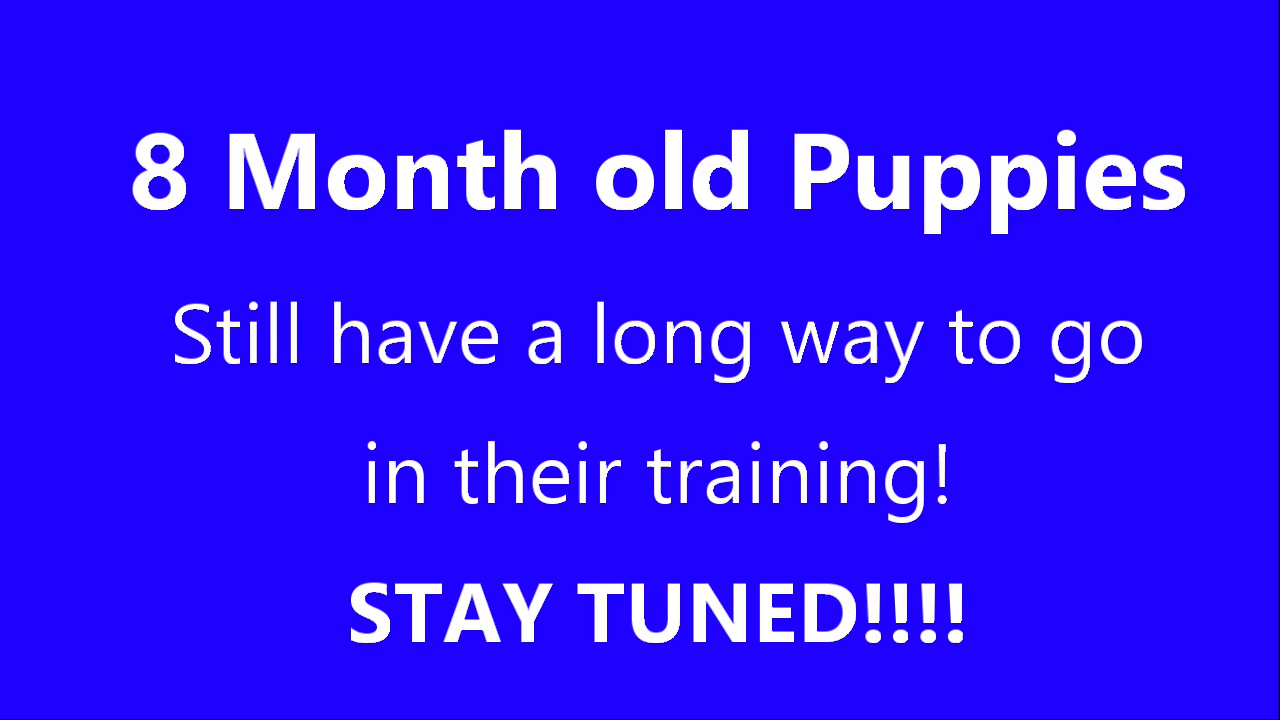 8 Month old Puppies
Still have a long way to go
in their training!
STAY TUNED!!!!